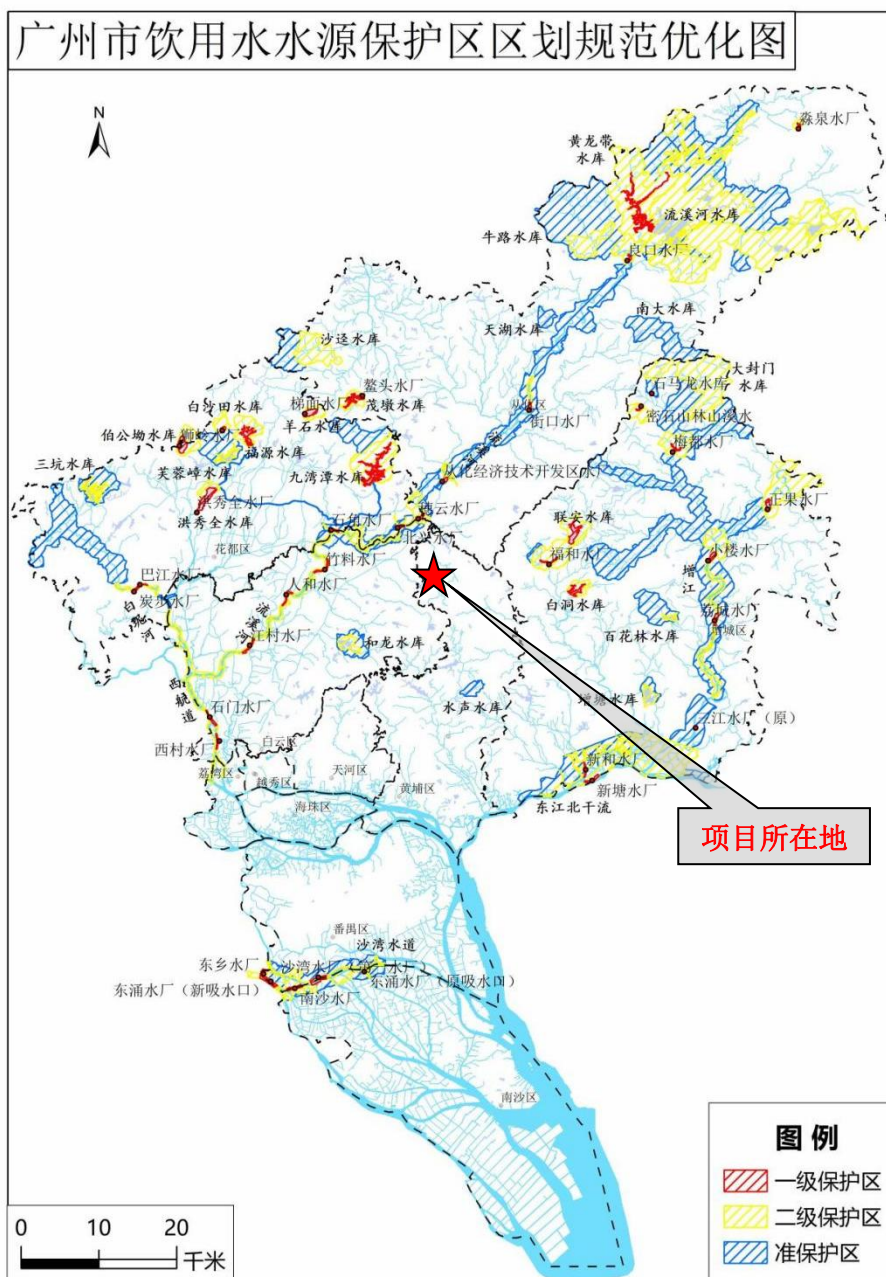 广州市饮用水水源保护区区划规范优化图
N
淼泉水厂
黄龙带
水库
流溪河水库
牛路水库
良口水厂
南大水库
天湖水库
沙迳水库
大封门
水库
石马龙水库
鳌头水厂
梯面水厂
茂墩水库
白沙田水库
羊石水库
街口水厂
密石山林山溪水
梅都水厂
伯公坳水库
福源水库
三坑水库
芙蓉嶂水库
九湾潭水库
从化经济技术开发区水厂
正果水厂
洪秀全水厂
洪秀全水库
石角水厂
穗云水厂
联安水库
北兴水厂
花都区
竹料水厂
福和水厂
小楼水厂
巴江水厂
人和水厂
白洞水库
增江
炭步水厂
流溪河
荔城水厂
增城区
白坭河
江村水厂
和龙水库
百花林水库
西航道
水声水库
增塘水库
石门水厂
三江水厂（原）
西村水厂
白云区
新和水厂
荔湾区
越秀区
天河区
黄埔区
新塘水厂
海珠区
东江北干流
项目所在地
番禺区
沙湾水道
东乡水厂
沙湾水厂
东涌水厂（新吸水口）
南沙水厂
东涌水厂（原吸水口）
南沙区
图例
一级保护区
二级保护区
准保护区
0 10 20
千米